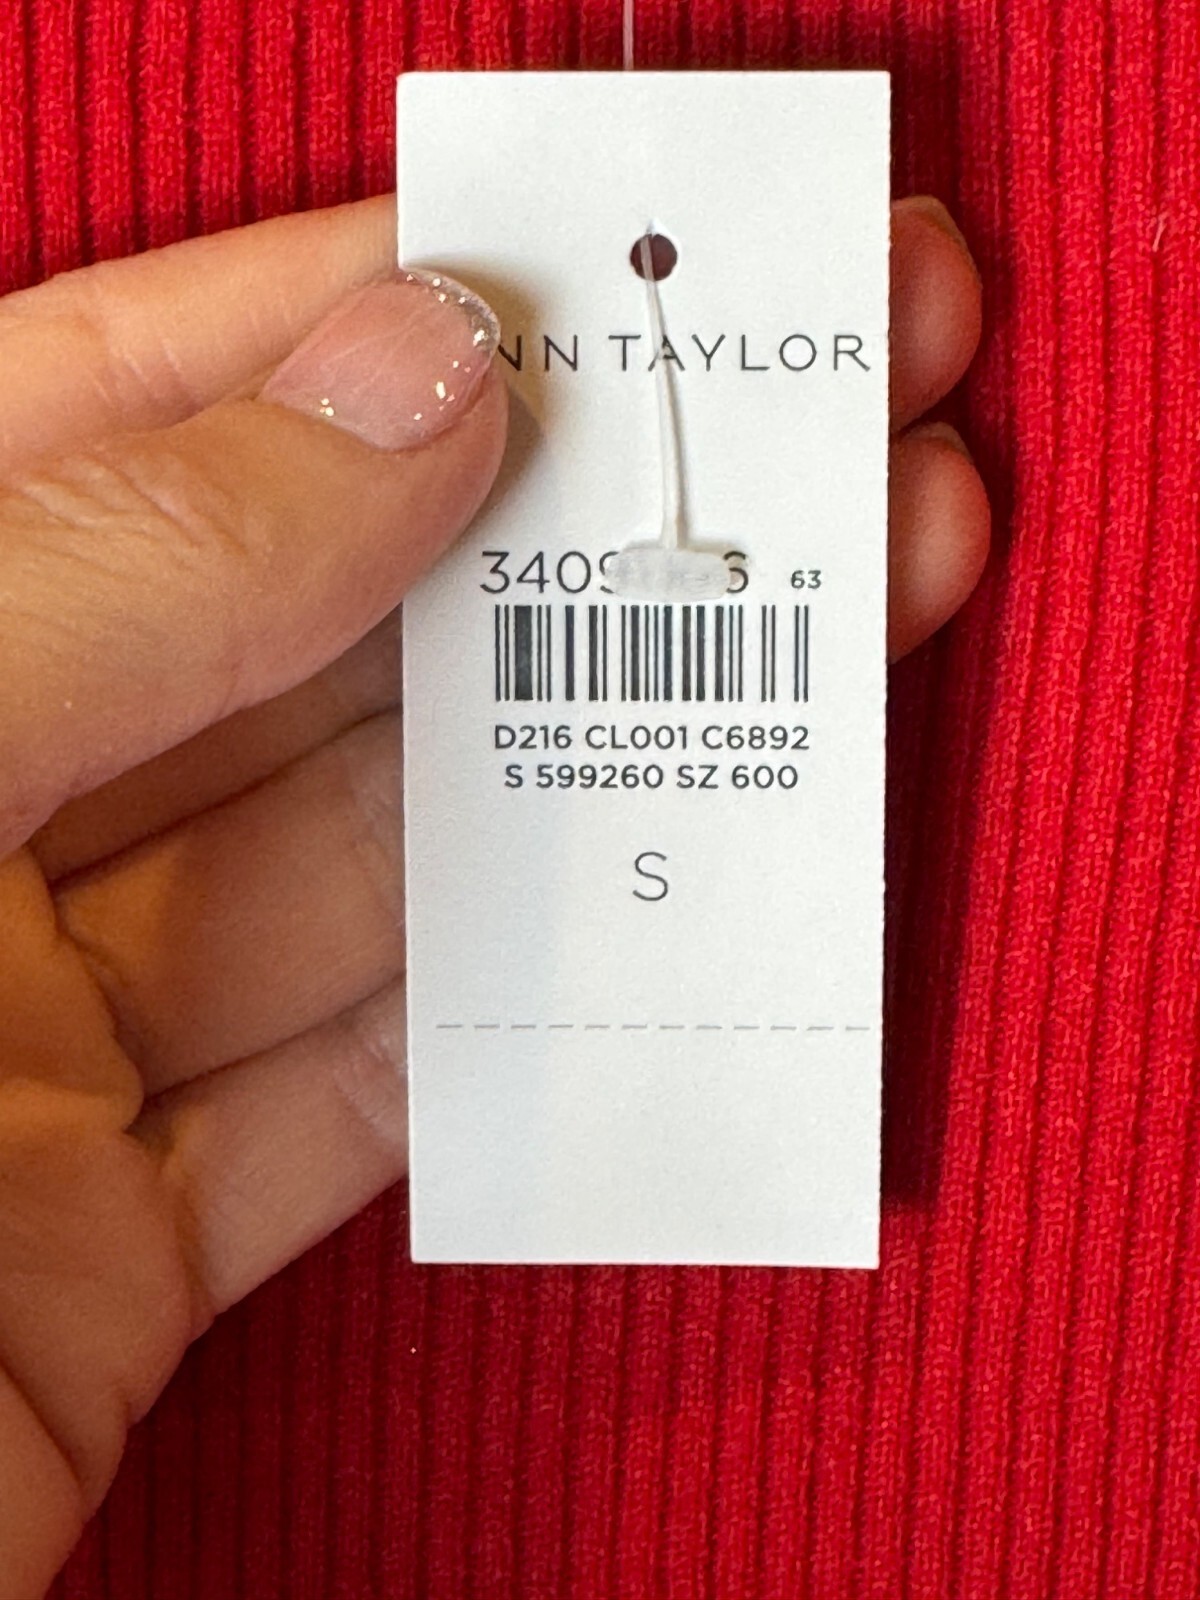 NN TAYLOR
63
D216 CL001 C6892
S 599260 SZ 600
S